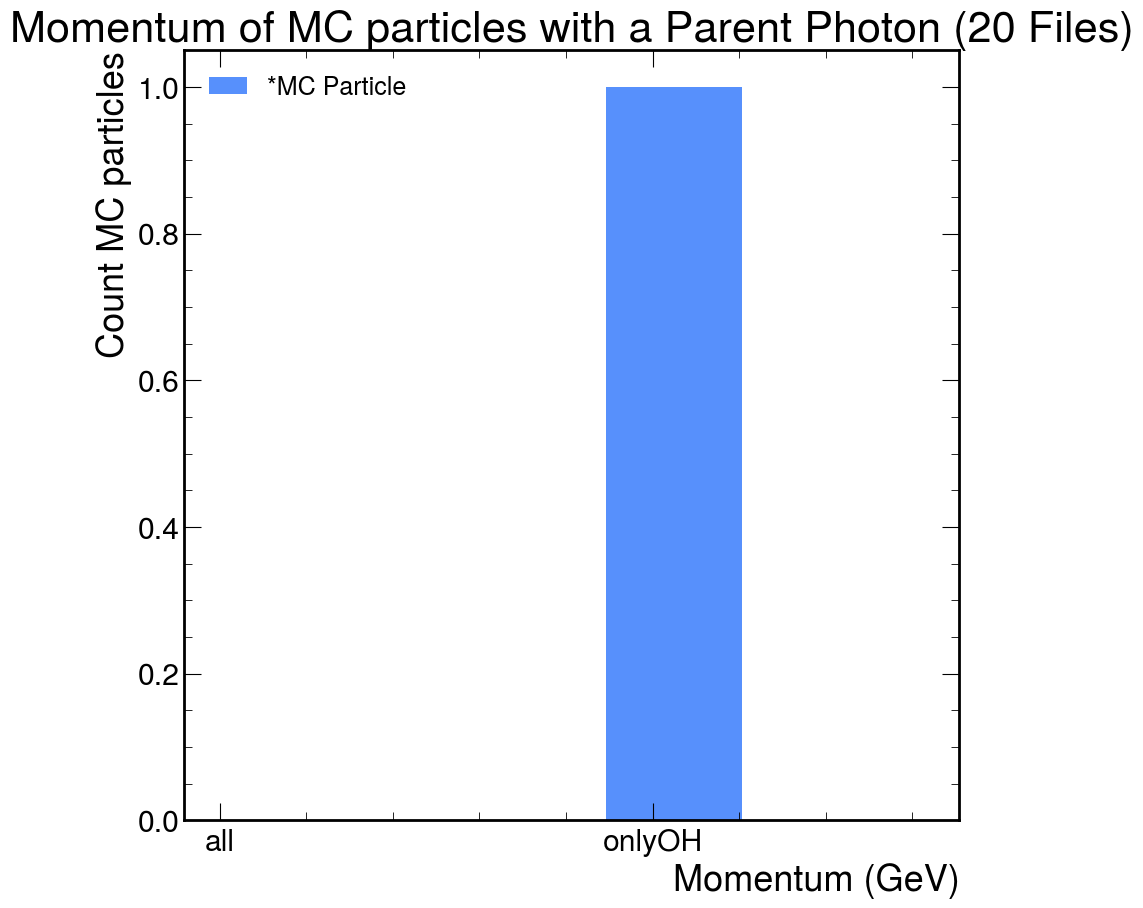 Momentum of MC particles with a Parent Photon (20 Files)
Count MC particles
*MC Particle
1.0
0.8
0.6
0.4
0.2
0.0
all
onlyOH
Momentum (GeV)